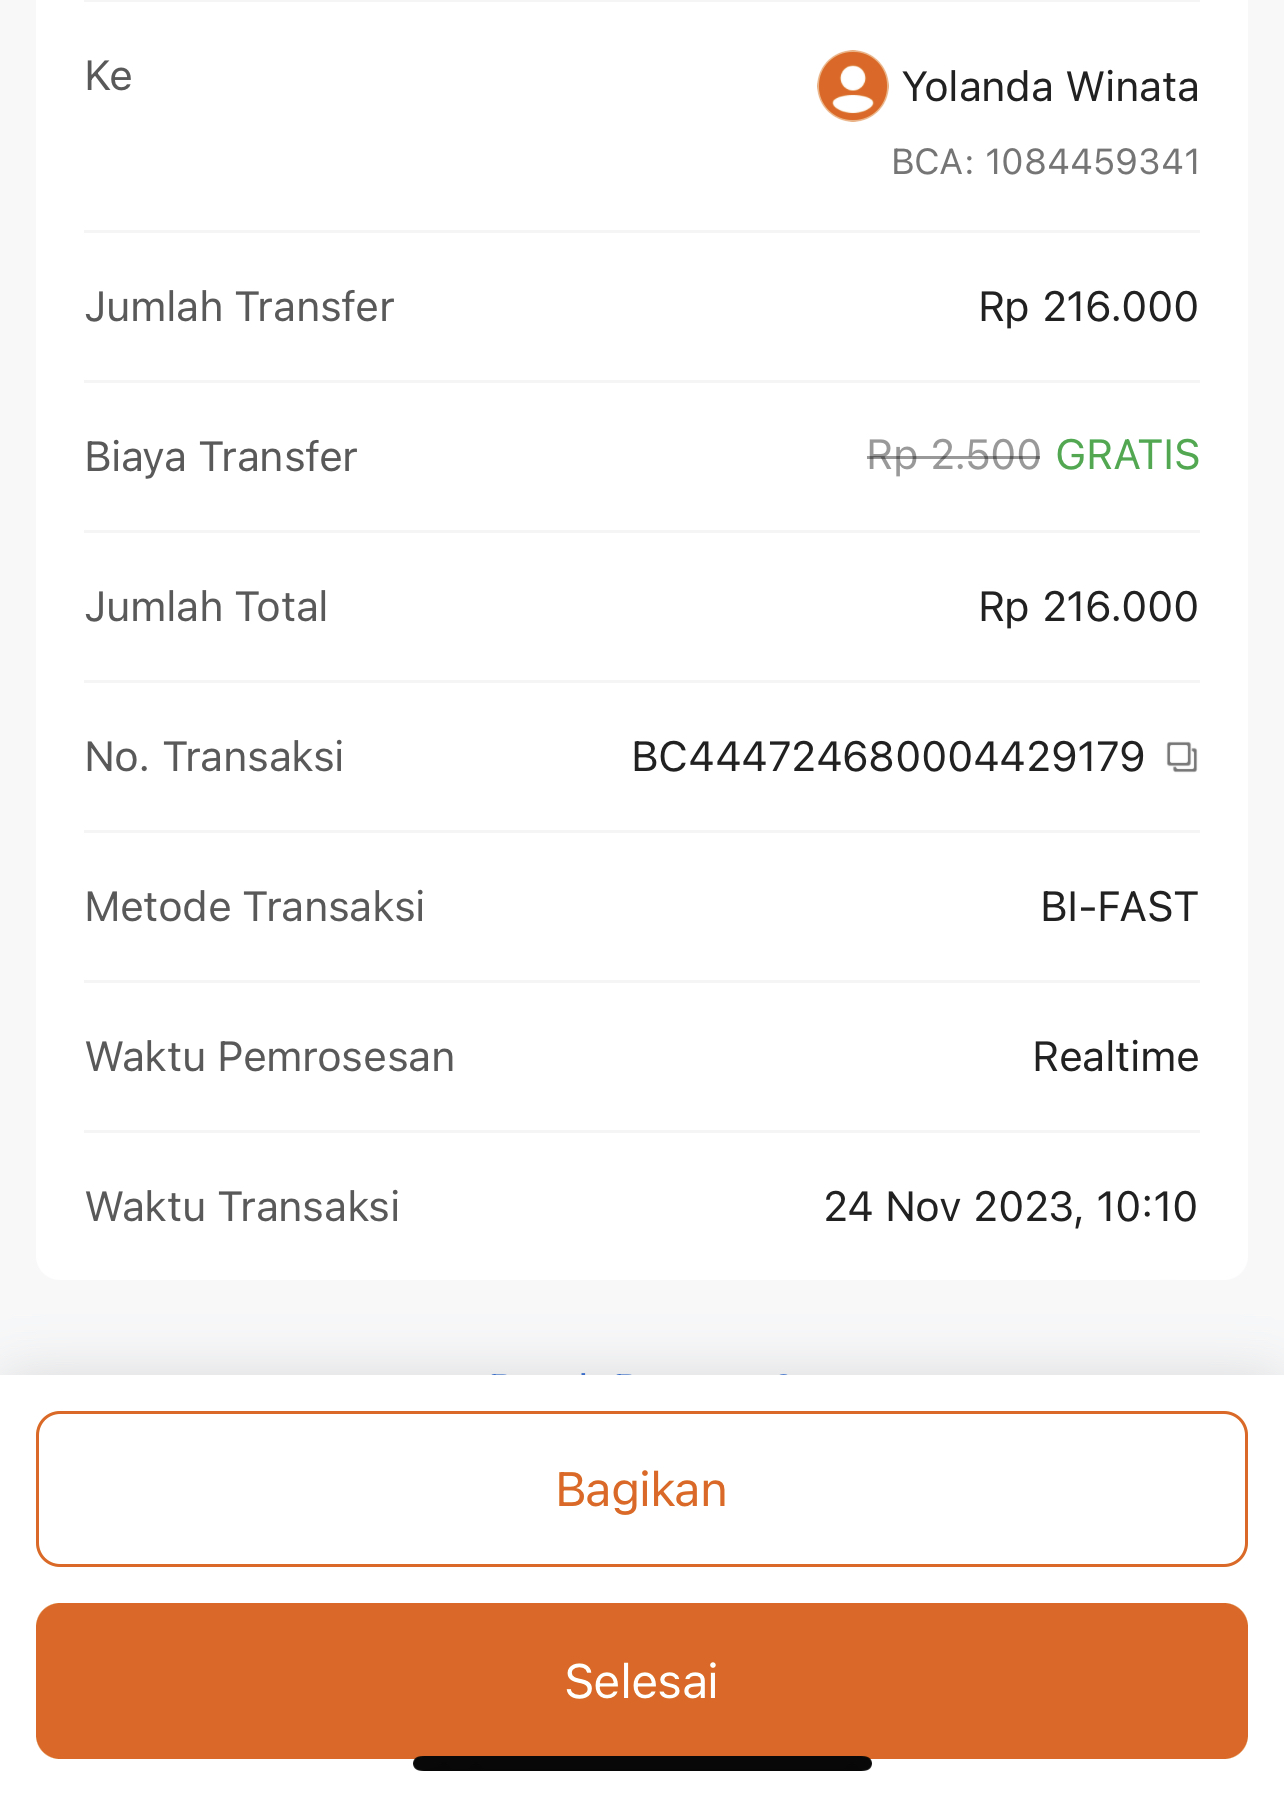 Ke
Yolanda Winata
BCA: 1084459341
Jumlah Transfer
Rp 216.000
Biaya Transfer
Rp 2.500 GRATIS
Jumlah Total
Rp 216.000
No. Transaksi
BC444724680004429179
Metode Transaksi
BI-FAST
Waktu Pemrosesan
Realtime
Waktu Transaksi
24 Nov 2023, 10:10
Bagikan
Selesai